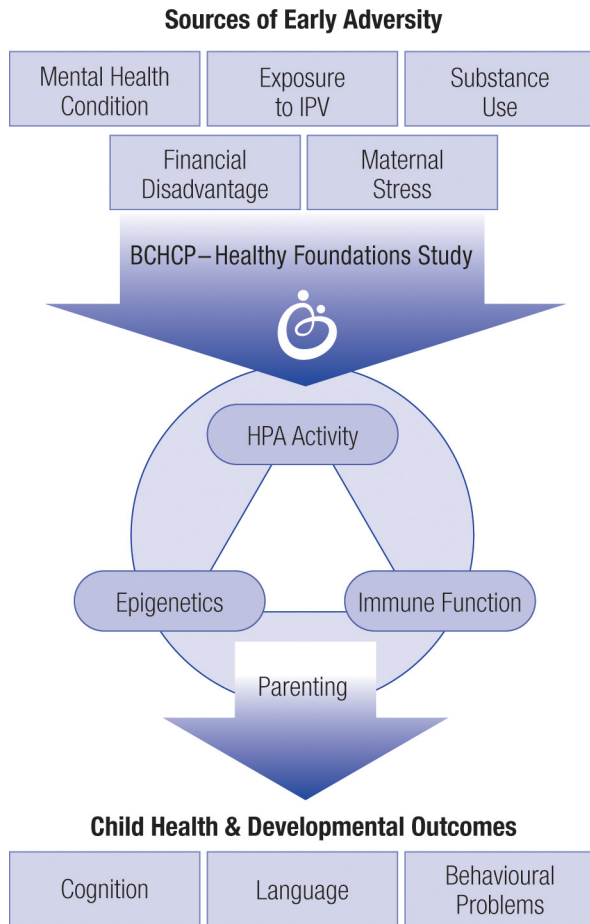 Sources of Early Adversity
Mental Health
Condition
Exposure
to IPV
Substance
Use
Financial
Disadvantage
Maternal
Stress
BCHCP–Healthy Foundations Study
HPA Activity
Epigenetics
Immune Function
Parenting
Child Health & Developmental Outcomes
Cognition
Language
Behavioural
Problems